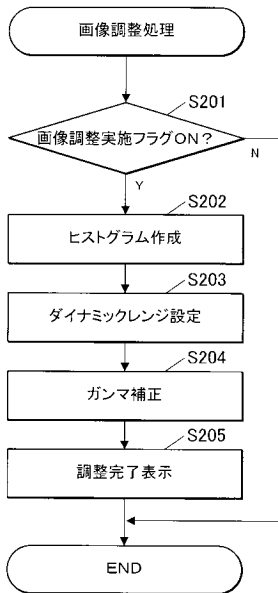 画像調整処理
S201
画像調整実施フラグON?
N
Y
S202
ヒストグラム作成
S203
ダイナミックレンジ設定
S204
ガンマ補正
S205
調整完了表示
END